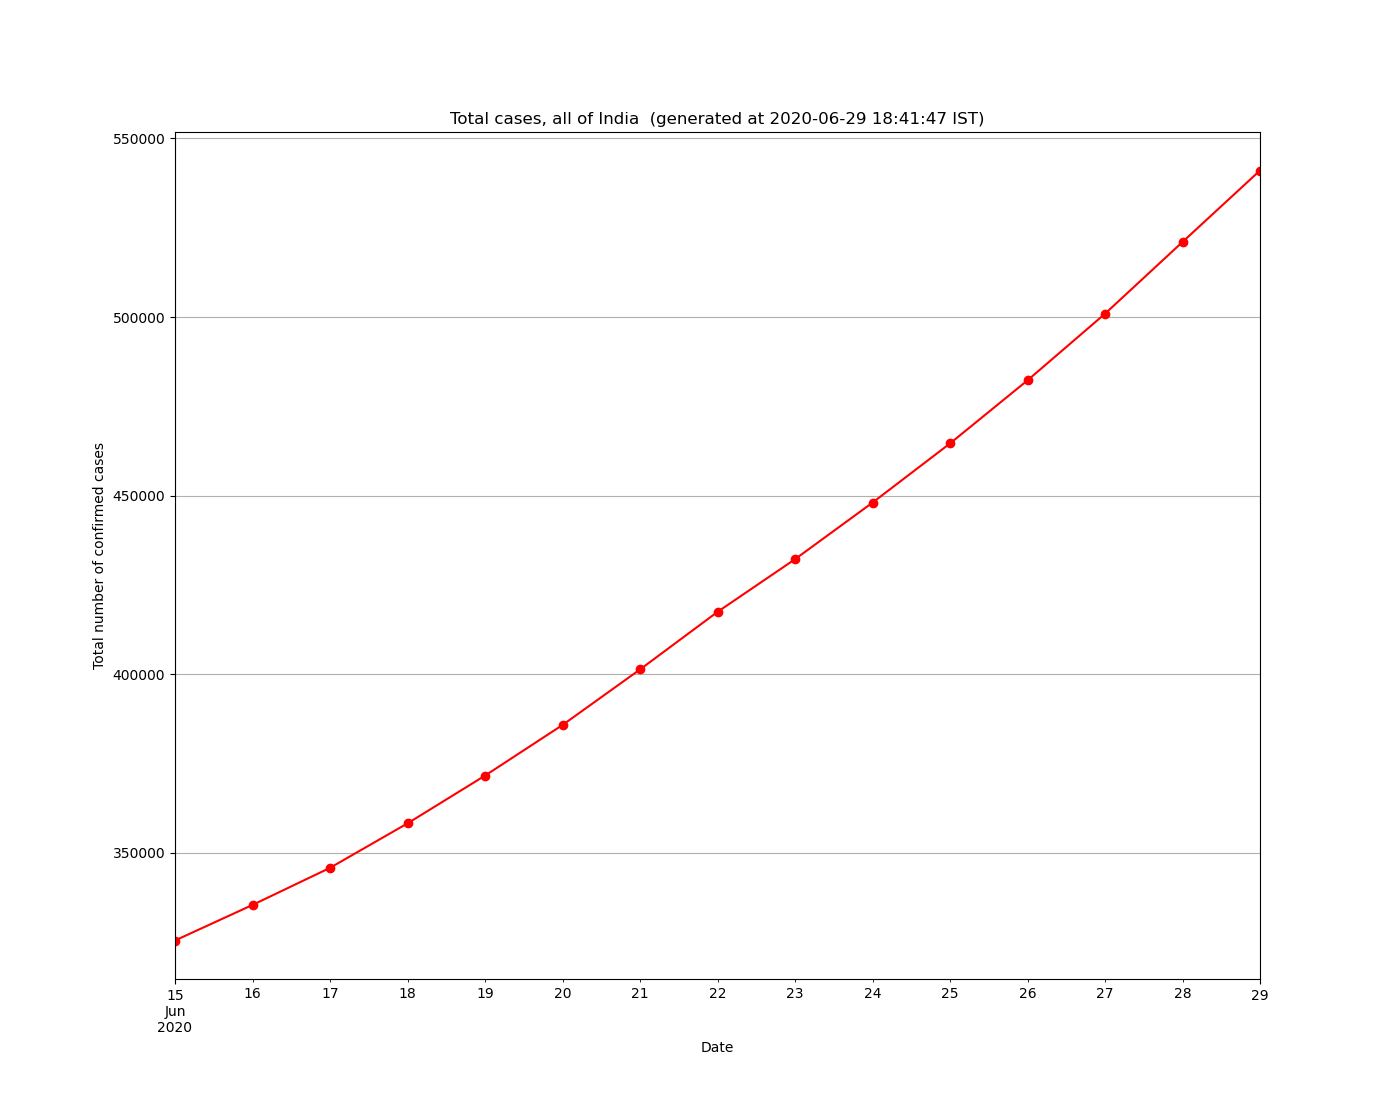 Total cases, all of India  (generated at 2020-06-29 18:41:47 IST)
550000
500000
450000
400000
350000
Total number of confirmed cases
15 16 17 18 19 20 21 22 23 24 25 26 27 28 29
Jun
2020
Date